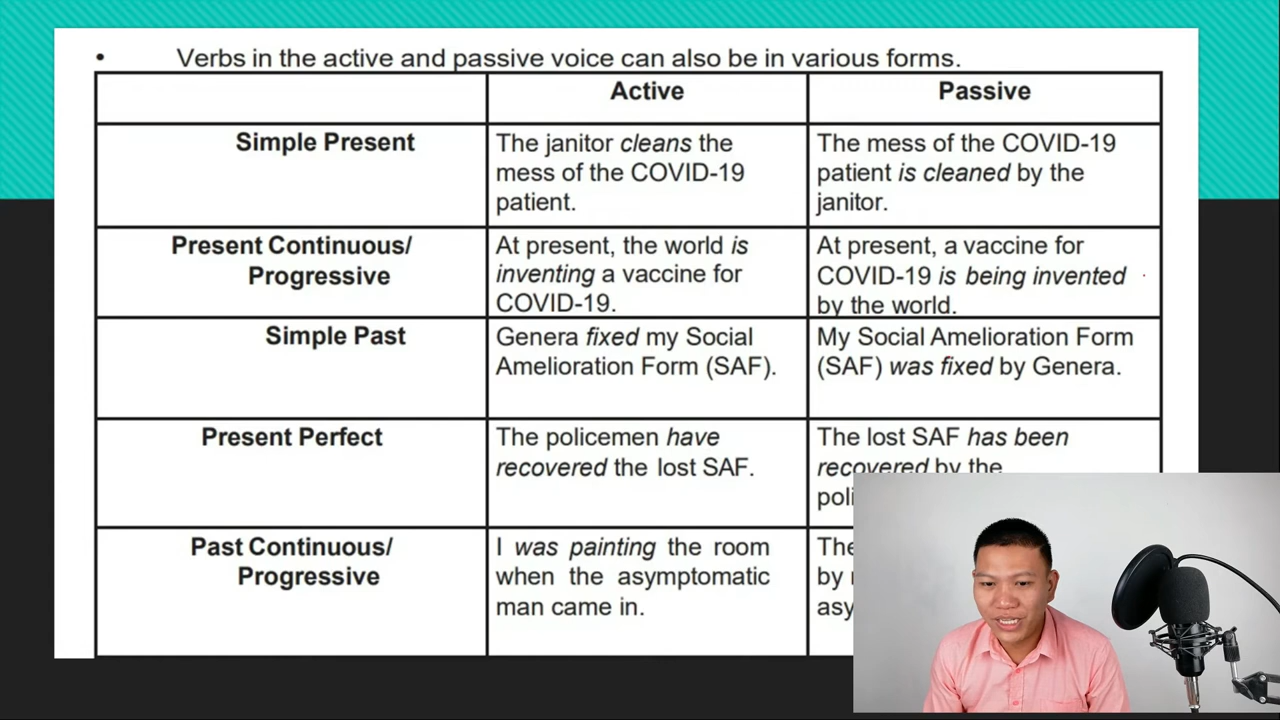 • Verbs in the active and passive voice can also be in various forms.
Active
Passive
Simple Present
The janitor cleans the
mess of the COVID-19
patient.
The mess of the COVID-19
patient is cleaned by the
janitor.
Present Continuous/
Progressive
At present, the world is
inventing a vaccine for
COVID-19.
At present, a vaccine for
COVID-19 is being invented
by the world.
Simple Past
Genera fixed my Social
Amelioration Form (SAF).
My Social Amelioration Form
(SAF) was fixed by Genera.
Present Perfect
The policemen have
recovered the lost SAF.
The lost SAF has been
recovered by the
Past Continuous/
Progressive
I was painting the room
when the asymptomatic
man came in.
The
by